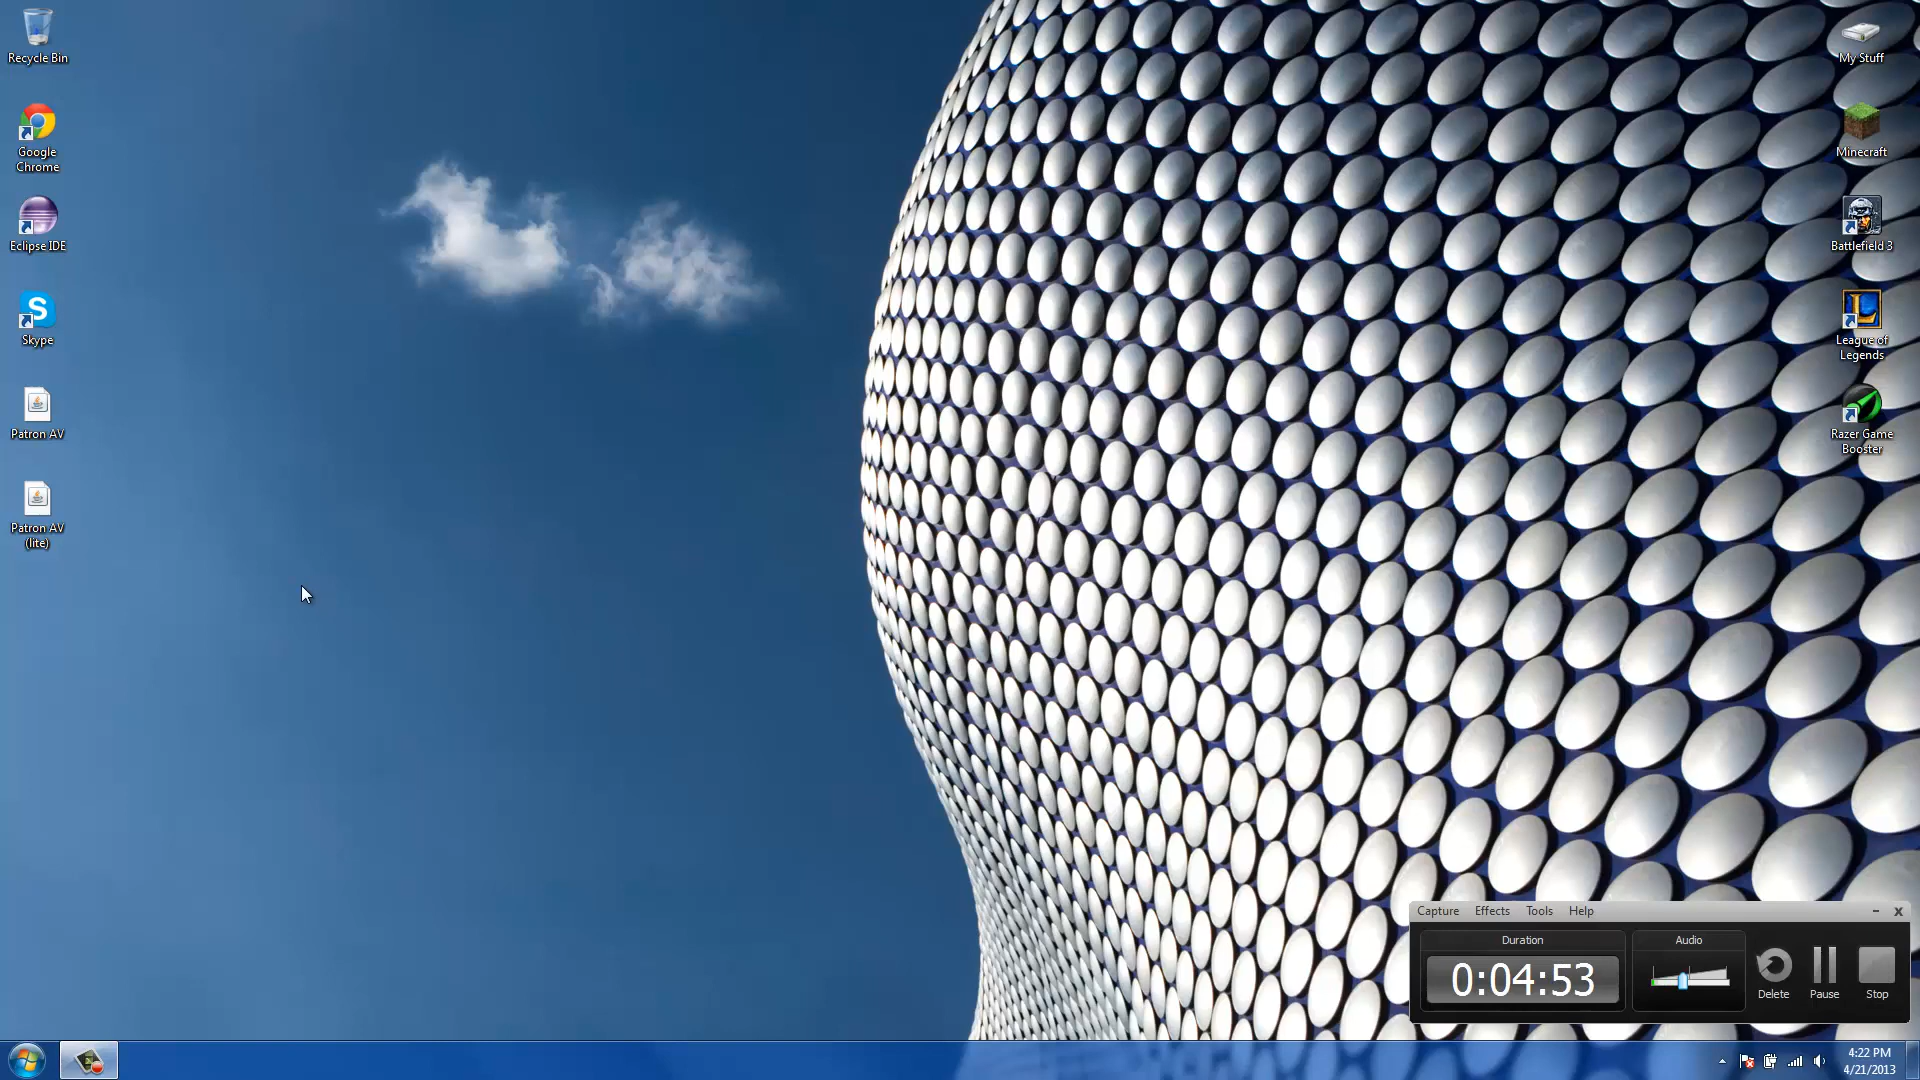 Recycle Bin
Google
Chrome
Eclipse IDE
S
Skype
Patron AV
Patron AV
(lite)
My Stuff
Minecraft
Battlefield 3
L
League of
Legends
Razer Game
Booster
Capture Effects Tools Help
Duration
0:04:53
Audio
Delete Pause Stop
4:22 PM
4/21/2013